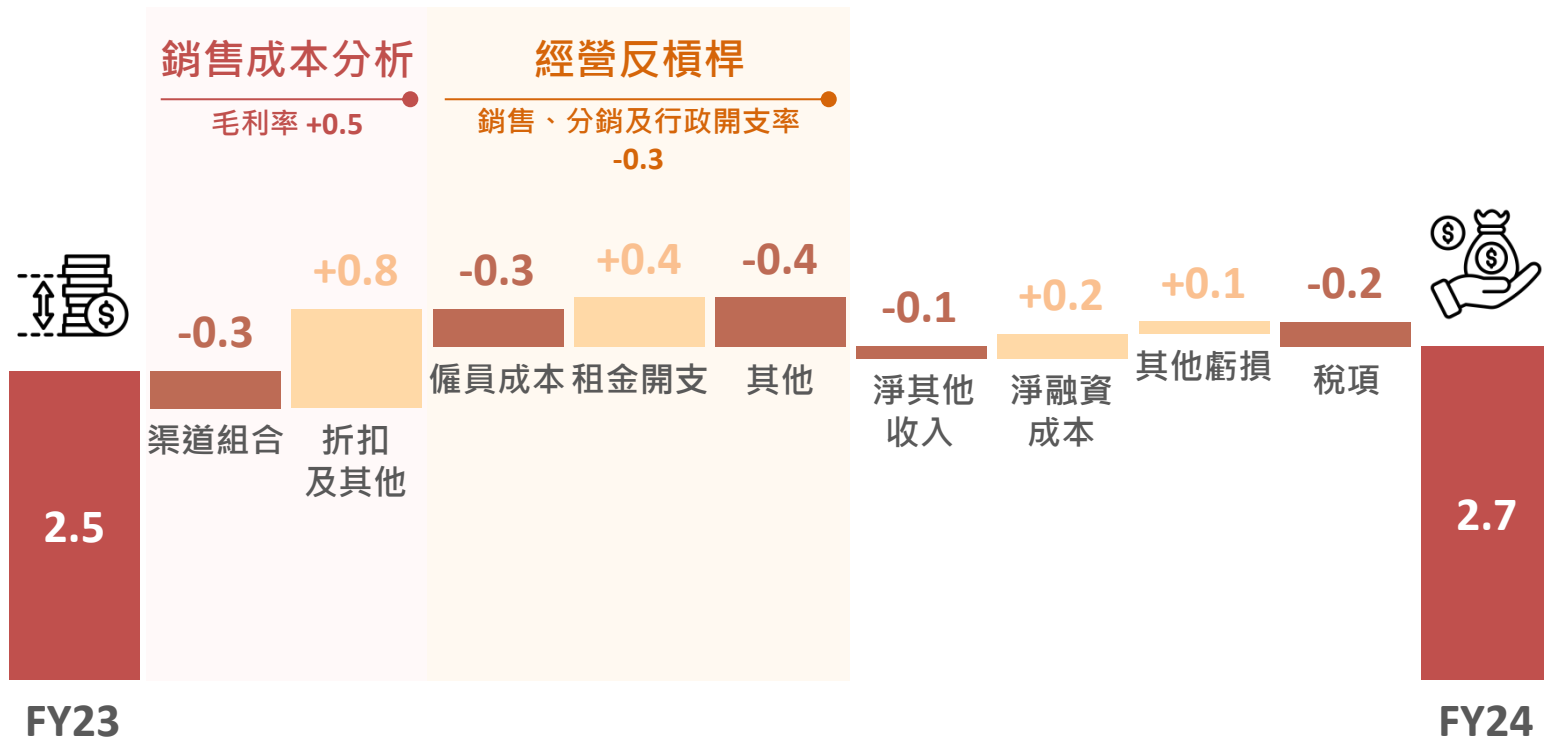 銷售成本分析
毛利率 +0.5
經營反槓桿
銷售、分銷及行政開支率
-0.3
2.5
FY23
-0.3
渠道組合
+0.8
折扣
及其他
-0.3
僱員成本
+0.4
租金開支
-0.4
其他
-0.1
淨其他
收入
+0.2
淨融資
成本
+0.1
其他虧損
-0.2
稅項
2.7
FY24